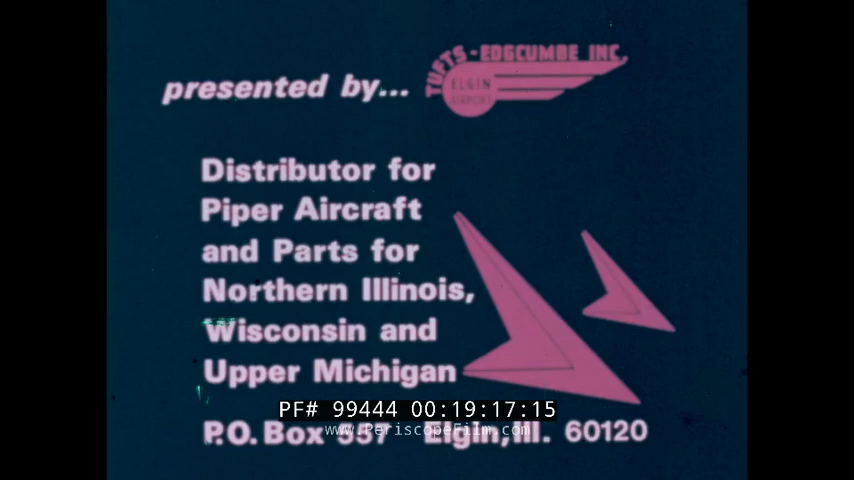 presented by...
TUFTS - EDGCUMBE INC.
ELGIN
AIRPORT
Distributor for
Piper Aircraft
and Parts for
Northern Illinois,
Wisconsin and
Upper Michigan
PF# 99444 00:19:17:15
P.O. Box Elgin, Ill. 60120
www.PeriscopeFilm.com